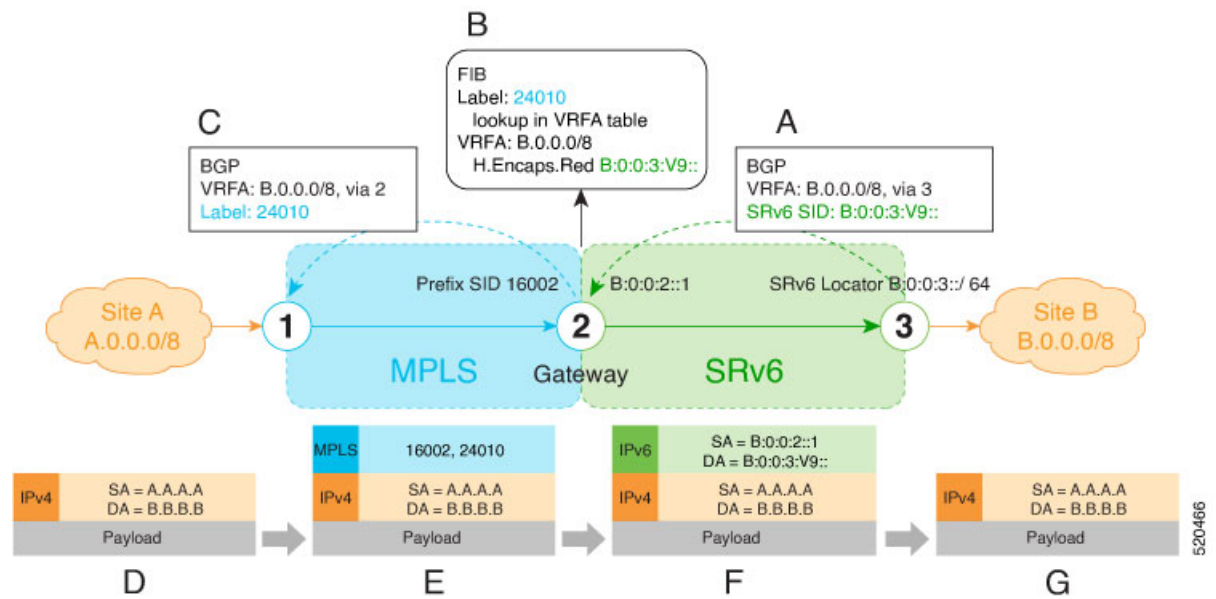 B
FIB
Label: 24010
lookup in VRFA table
VRFA: B.0.0.0/8
H.Encaps.Red B:0:0:3:V9::
C
BGP
VRFA: B.0.0.0/8, via 2
Label: 24010
A
BGP
VRFA: B.0.0.0/8, via 3
SRv6 SID: B:0:0:3:V9::
Prefix SID 16002
B:0:0:2::1
SRv6 Locator B:0:0:3::/ 64
Site A
A.0.0.0/8
1
2
3
Site B
B.0.0.0/8
MPLS
Gateway
SRv6
IPv4
SA = A.A.A.A
DA = B.B.B.B
Payload
D
MPLS
16002, 24010
IPv4
SA = A.A.A.A
DA = B.B.B.B
Payload
E
IPv6
SA = B:0:0:2::1
DA = B:0:0:3:V9::
IPv4
SA = A.A.A.A
DA = B.B.B.B
Payload
F
IPv4
SA = A.A.A.A
DA = B.B.B.B
Payload
G
520466